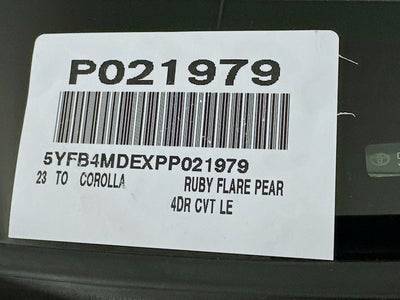 P021979
5YFB4MDEXPP021979
23 TO COROLLA RUBY FLARE PEAR
4DR CVT LE